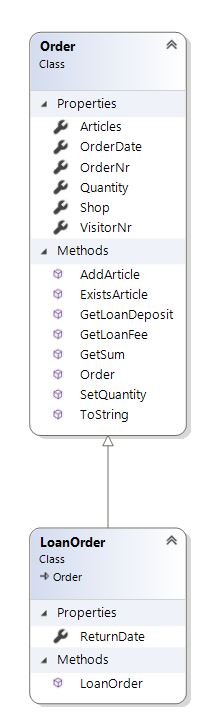 Order
Class
Properties
Articles
OrderDate
OrderNr
Quantity
Shop
VisitorNr
Methods
AddArticle
ExistsArticle
GetLoanDeposit
GetLoanFee
GetSum
Order
SetQuantity
ToString
LoanOrder
Class
Order
Properties
ReturnDate
Methods
LoanOrder